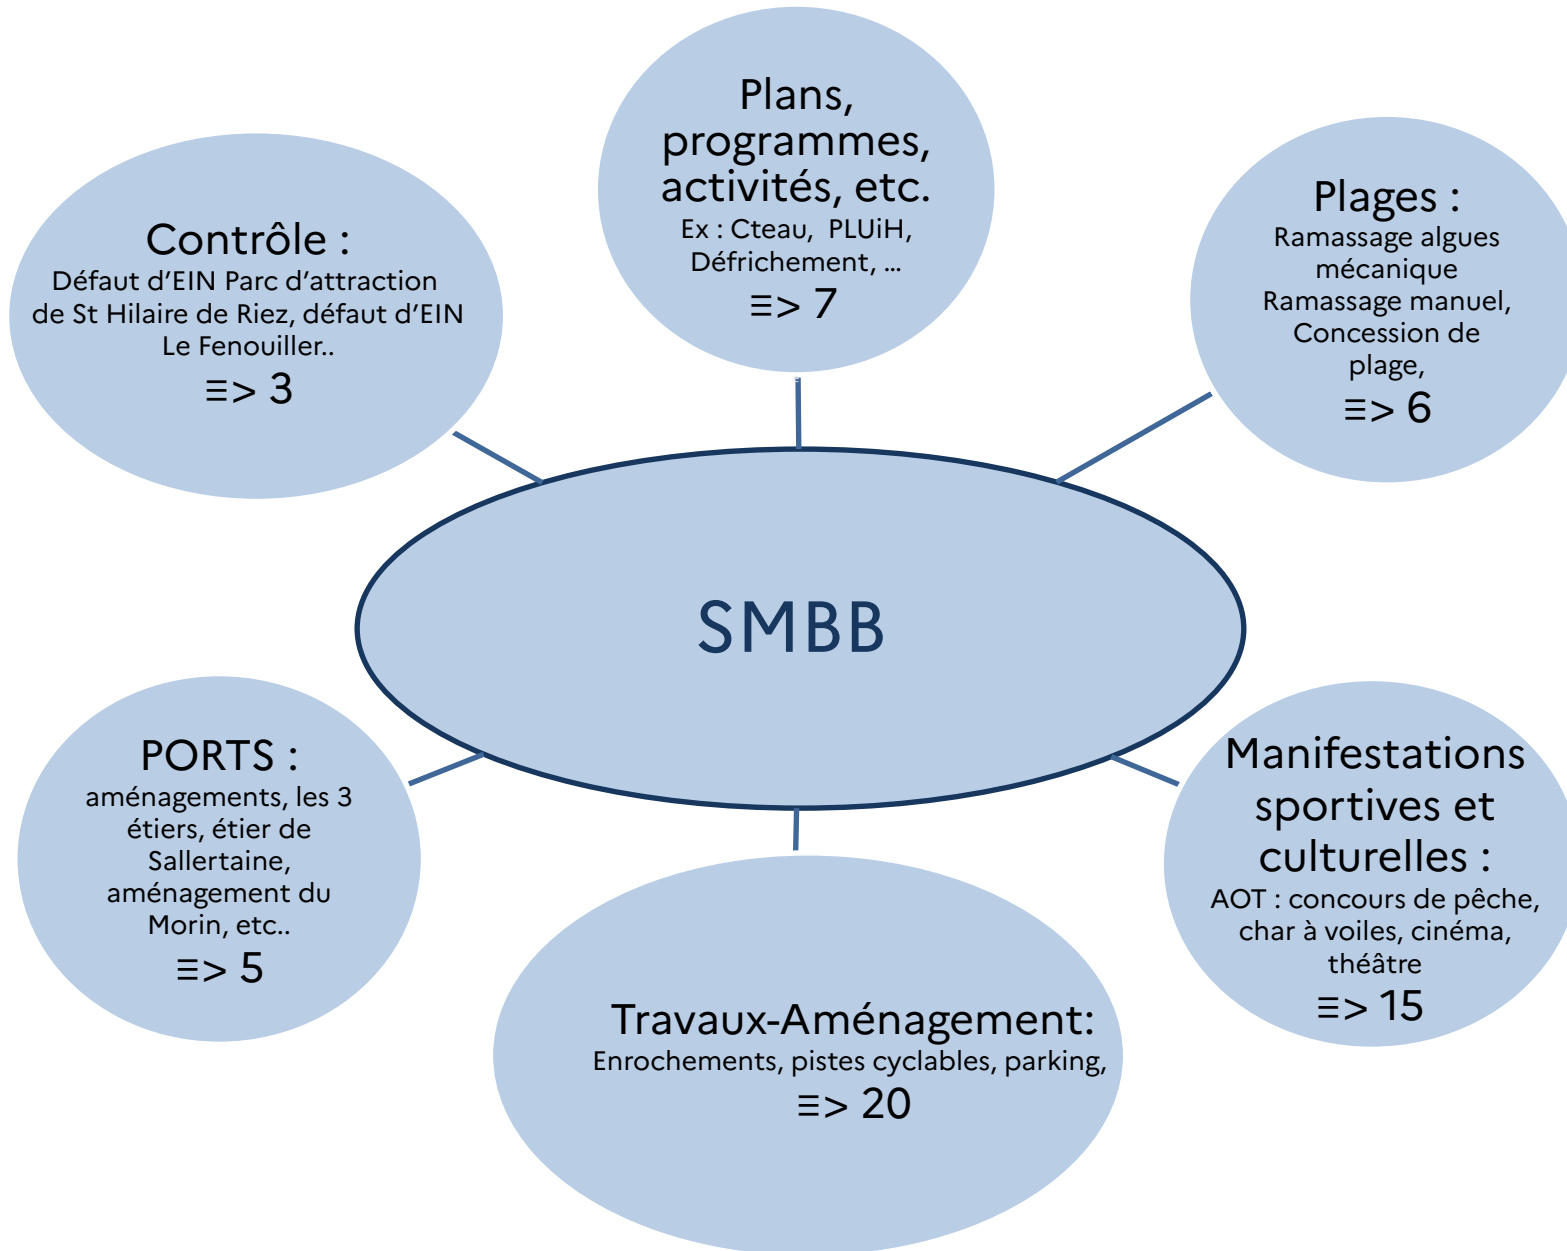 Plans,
programmes,
activités, etc.
Ex : Cteau, PLUiH,
Défrichement, ...
≡> 7
Contrôle :
Défaut d'EIN Parc d'attraction
de St Hilaire de Riez, défaut d'EIN
Le Fenouiller..
≡> 3
Plages :
Ramassage algues
mécanique
Ramassage manuel,
Concession de
plage,
≡> 6
SMBB
PORTS :
aménagements, les 3
étiers, étier de
Sallertaine,
aménagement du
Morin, etc..
≡> 5
Manifestations
sportives et
culturelles :
AOT : concours de pêche,
char à voiles, cinéma,
théâtre
≡> 15
Travaux-Aménagement:
Enrochements, pistes cyclables, parking,
≡> 20